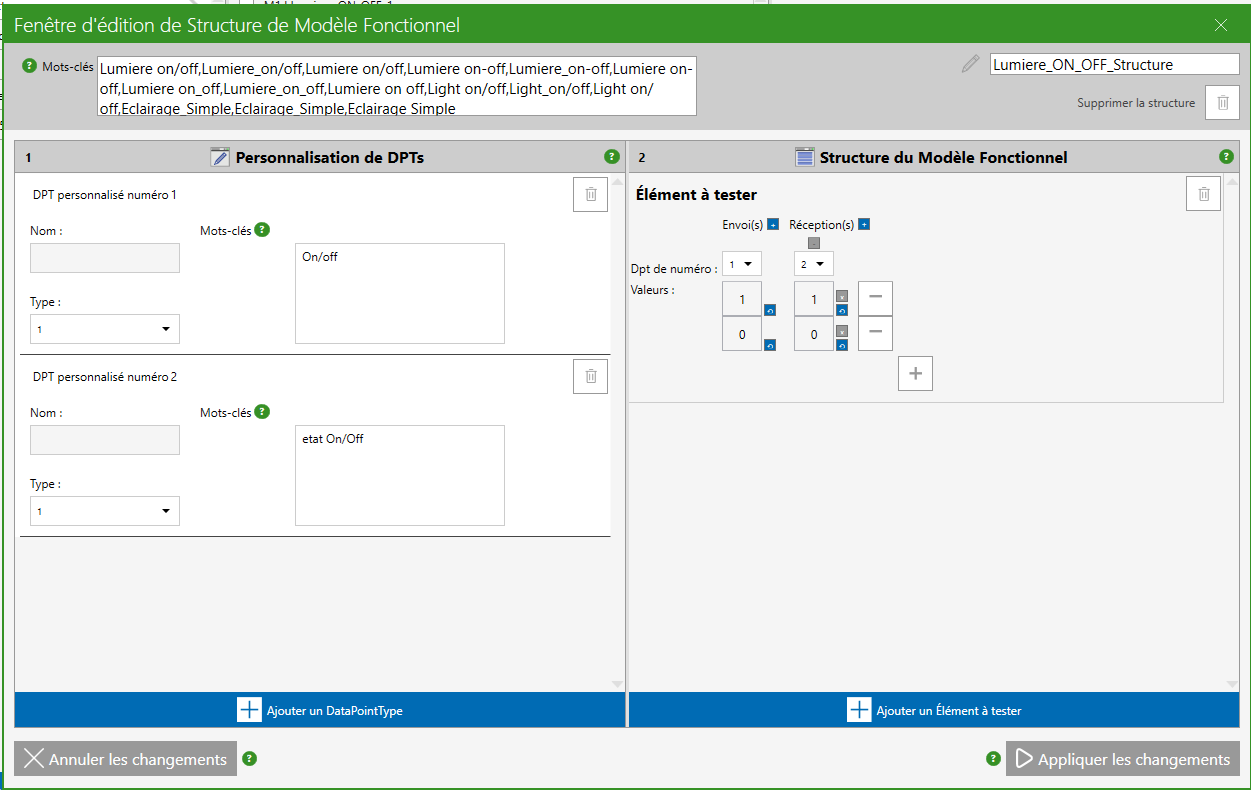 Fenêtre d'édition de Structure de Modèle Fonctionnel
Mots-clés
Lumiere on/off,Lumiere_on/off,Lumiere on/off,Lumiere on-off,Lumiere_on-off,Lumiere on-
off,Lumiere on_off,Lumiere_on_off,Lumiere on off,Light on/off,Light_on/off,Light on/
off,Eclairage_Simple,Eclairage_Simple,Eclairage Simple
Lumiere_ON_OFF_Structure
Supprimer la structure
1
Personnalisation de DPTs
DPT personnalisé numéro 1
Nom :
Mots-clés
On/off
Type :
1
DPT personnalisé numéro 2
Nom :
Mots-clés
etat On/Off
Type :
1
Ajouter un DataPointType
2
Structure du Modèle Fonctionnel
Élément à tester
Envoi(s) Réception(s)
Dpt de numéro : 1 2
Valeurs :
1 1
0 0
Ajouter un Élément à tester
Annuler les changements
Appliquer les changements